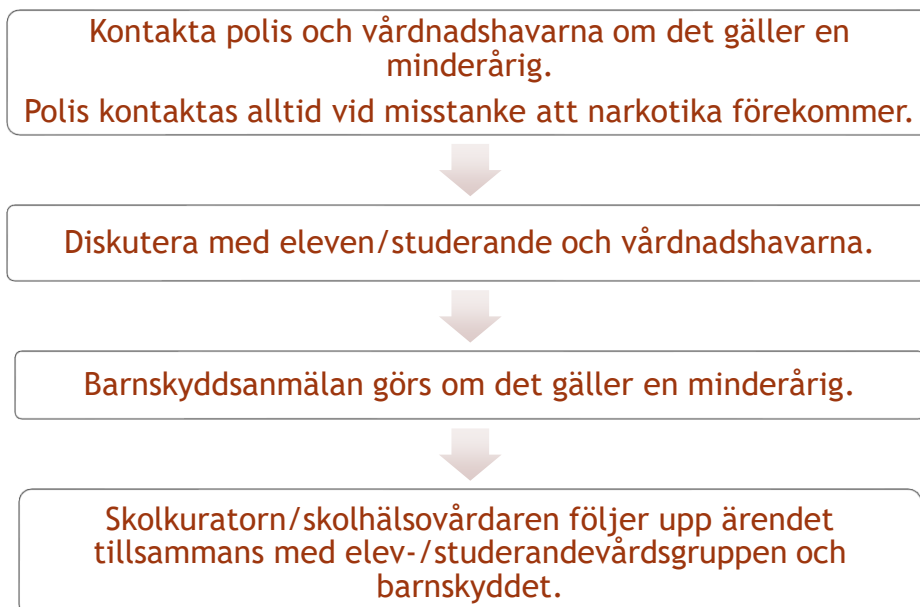 Kontakta polis och vårdnadshavarna om det gäller en
minderårig.
Polis kontaktas alltid vid misstanke att narkotika förekommer.
Diskutera med eleven/studerande och vårdnadshavarna.
Barnskyddsanmälan görs om det gäller en minderårig.
Skolkuratorn/skolhälsovårdaren följer upp ärendet
tillsammans med elev-/studerandevårdsgruppen och
barnskyddet.